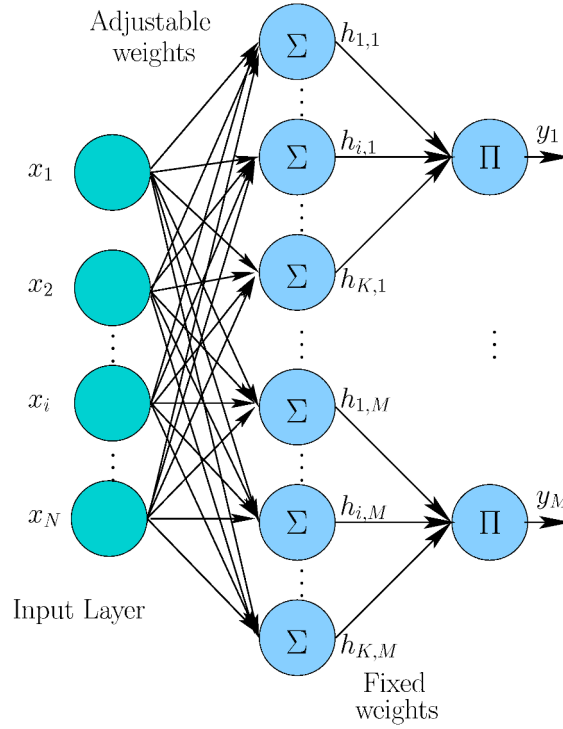 Adjustable
weights
x_1
x_2
x_i
x_N
Input Layer
Σ
Σ
Σ
Σ
Σ
Σ
h_{1,1}
h_{i,1}
h_{K,1}
h_{1,M}
h_{i,M}
h_{K,M}
Fixed
weights
Π
Π
y_1
y_M